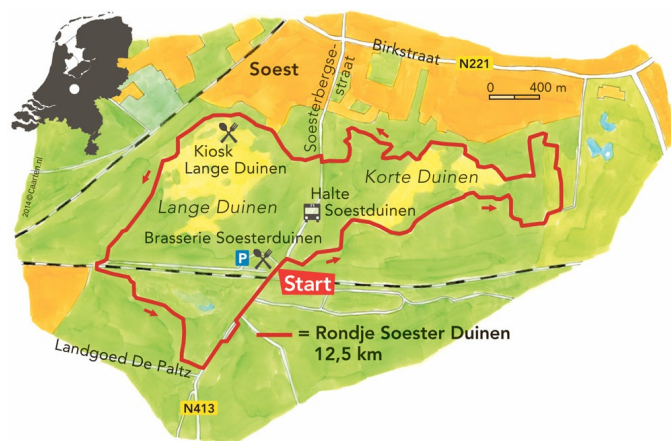 Birkstraat
N221
Soest
Soesterbergse-
straat
0 400 m
Kiosk
Lange Duinen
Korte Duinen
2014©Caarten.nl
Lange Duinen
Halte
Soestduinen
Brasserie Soesterduinen
P
Start
= Rondje Soester Duinen
12,5 km
Landgoed De Paltz
N413